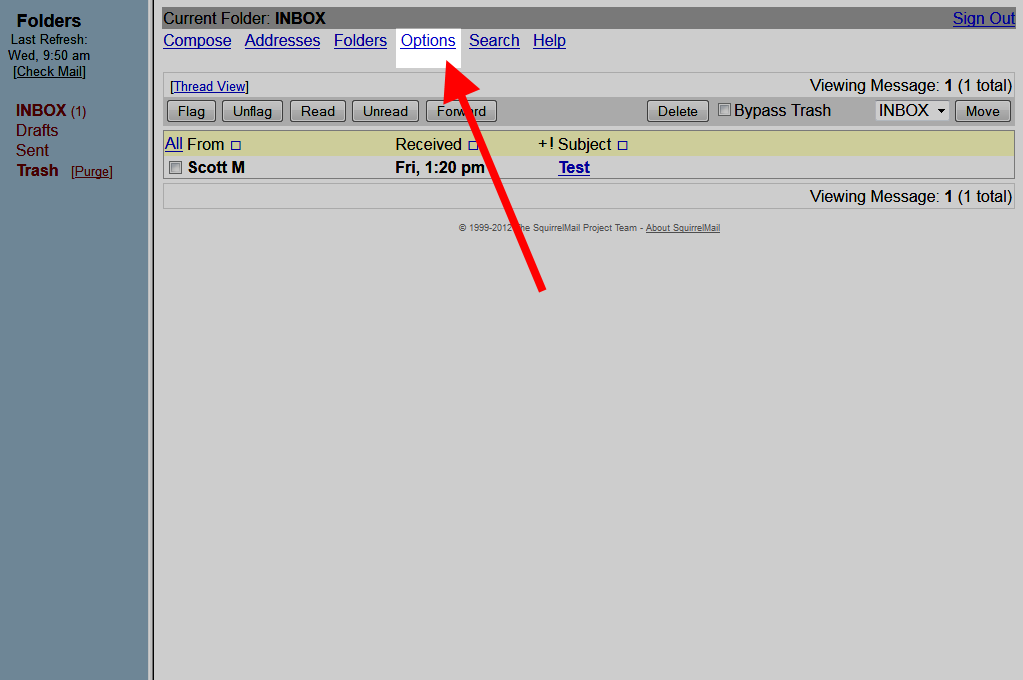 Folders
Last Refresh:
Wed, 9:50 am
[Check Mail]
INBOX (1)
Drafts
Sent
Trash [Purge]
Current Folder: INBOX Sign Out
Compose Addresses Folders Options Search Help
[Thread View] Viewing Message: 1 (1 total)
Flag Unflag Read Unread Forward Delete Bypass Trash INBOX Move
All From Received +! Subject
Scott M Fri, 1:20 pm Test
Viewing Message: 1 (1 total)
© 1999-2012 The SquirrelMail Project Team - About SquirrelMail